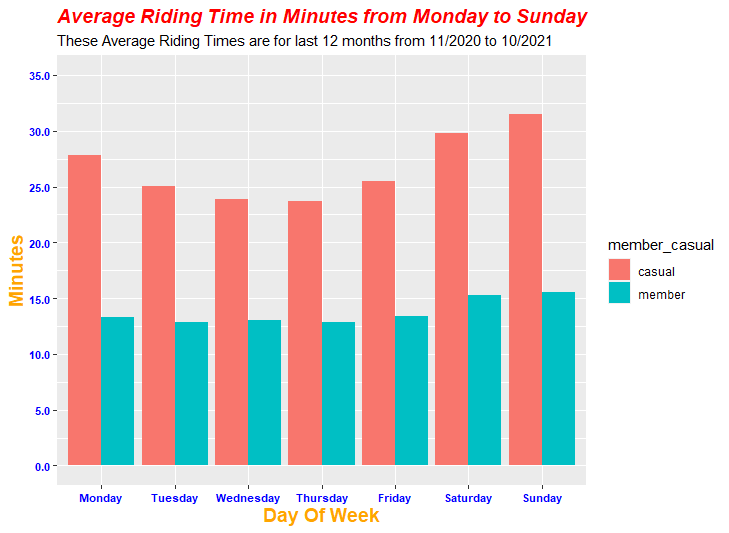 Average Riding Time in Minutes from Monday to Sunday
These Average Riding Times are for last 12 months from 11/2020 to 10/2021
35.0
30.0
25.0
20.0
15.0
10.0
5.0
0.0
Minutes
Monday Tuesday Wednesday Thursday Friday Saturday Sunday
Day Of Week
member_casual
casual
member